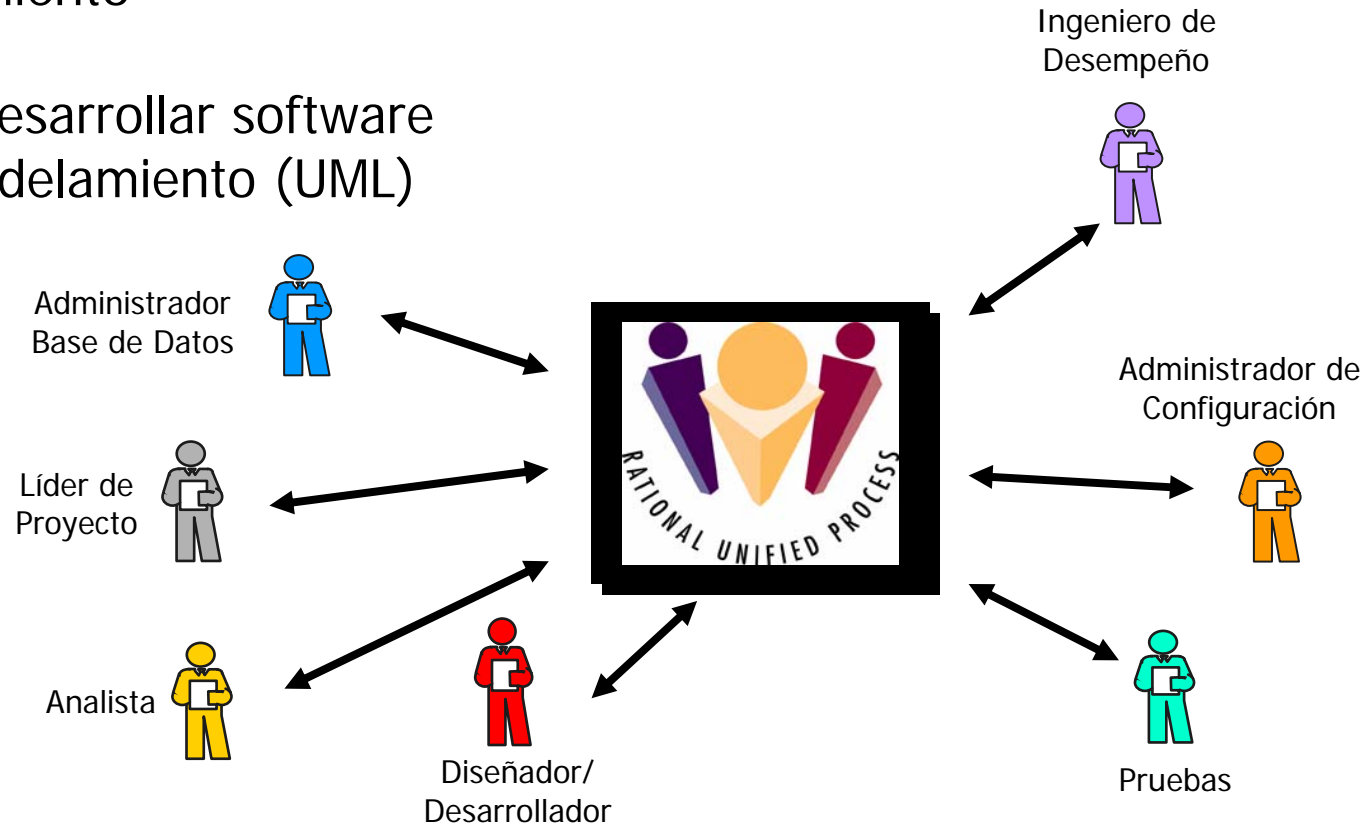 niento
esarrollar software
delamiento (UML)
Ingeniero de
Desempeño
Administrador
Base de Datos
Administrador de
Configuración
Líder de
Proyecto
RATIONAL UNIFIED PROCESS
Analista
Diseñador/
Desarrollador
Pruebas